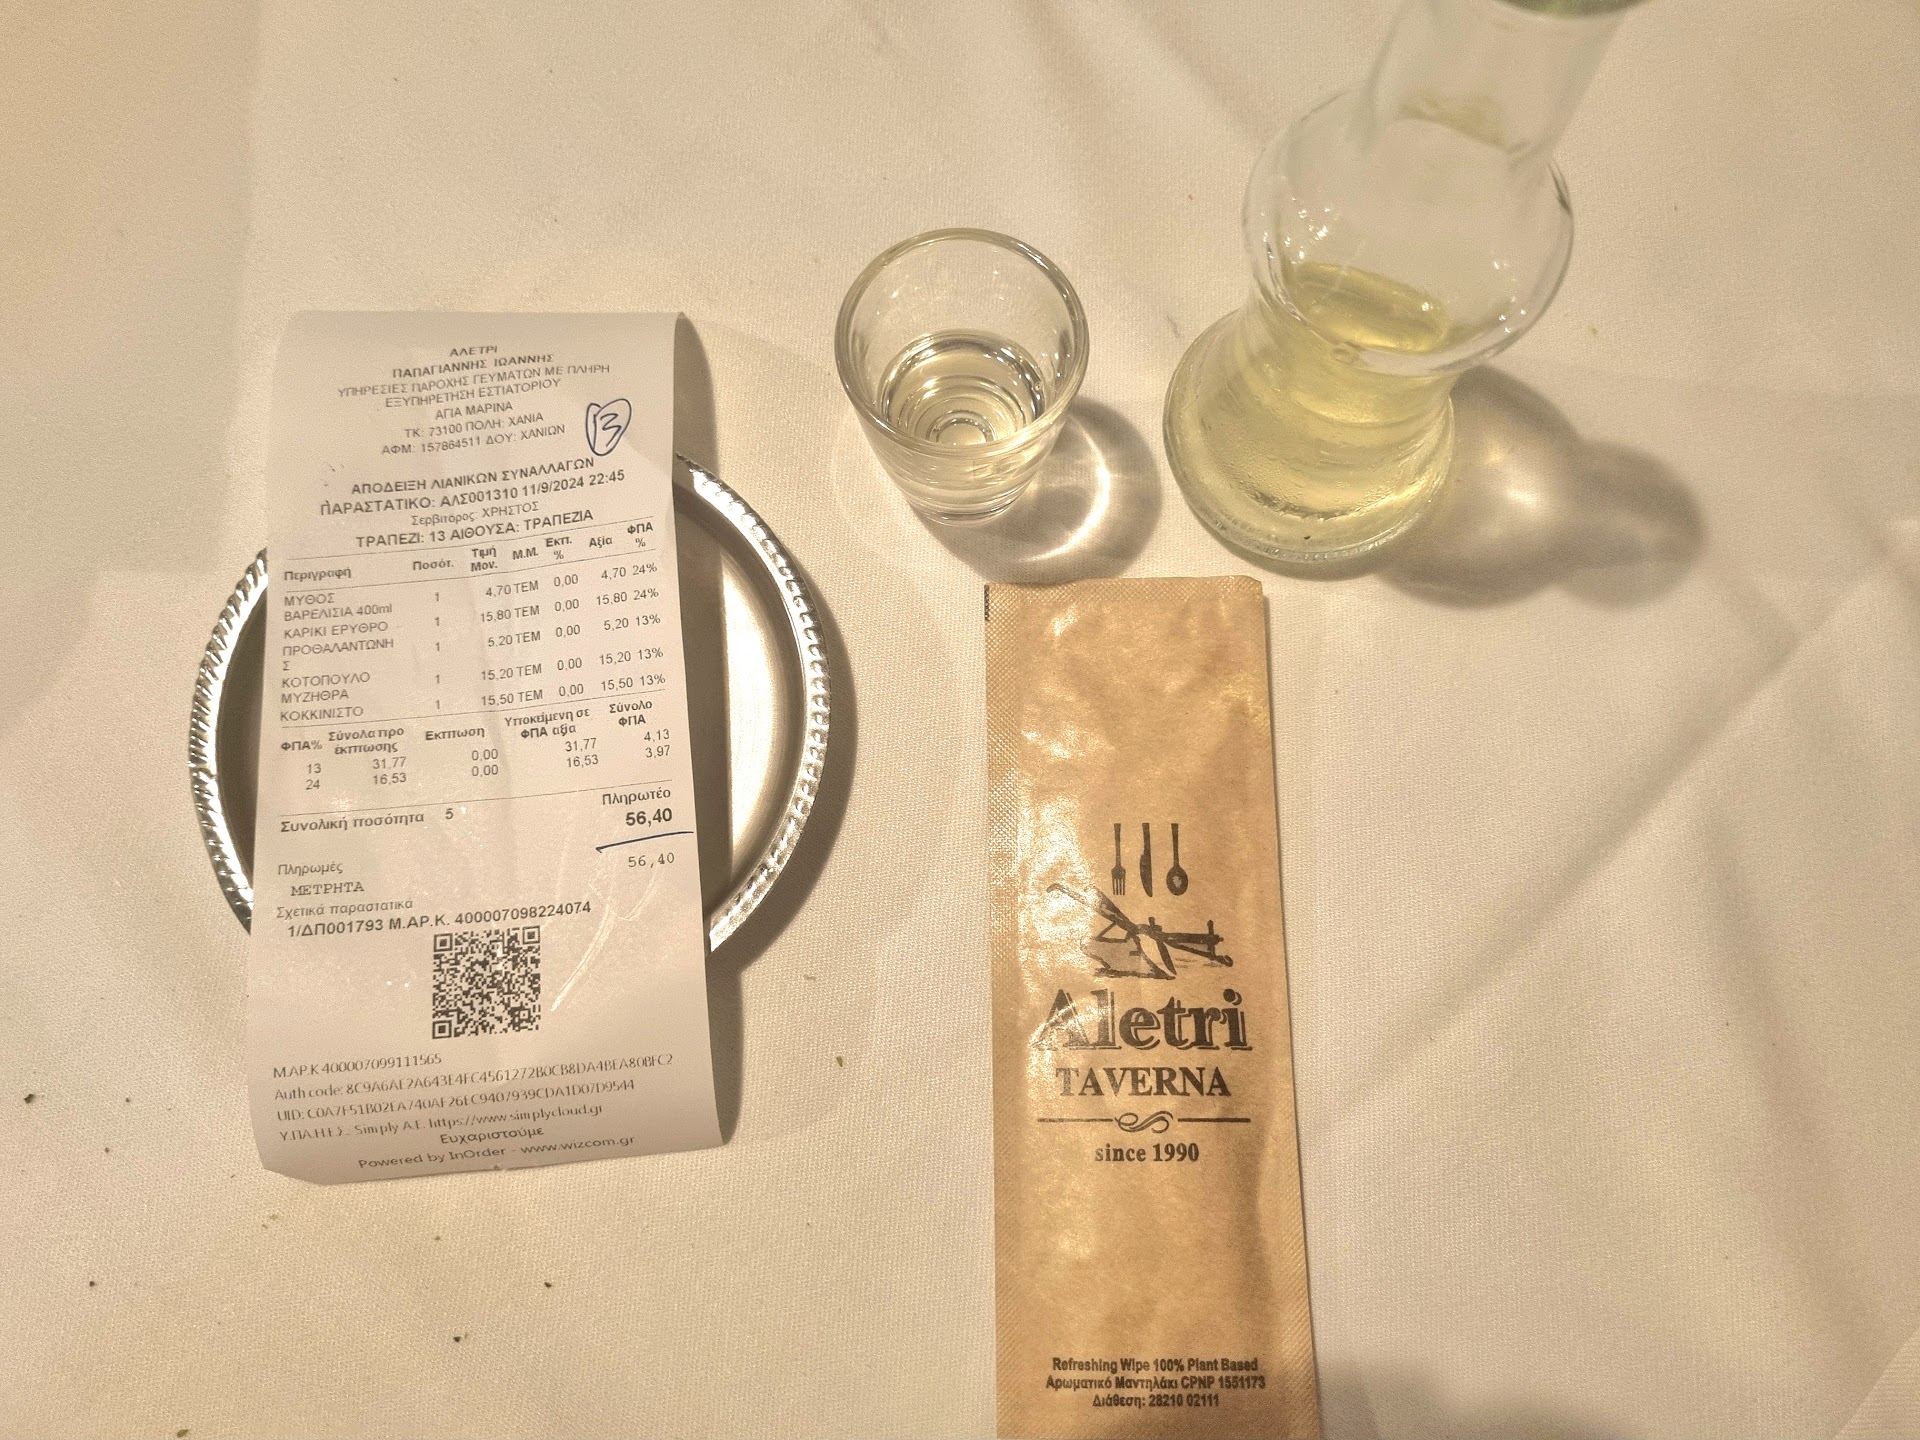 ΑΛΕΤΡΙ
ΠΑΠΑΓΙΑΝΝΗΣ ΙΩΑΝΝΗΣ
ΥΠΗΡΕΣΙΕΣ ΠΑΡΟΧΗΣ ΓΕΥΜΑΤΩΝ ΜΕ ΠΛΗΡΗ
ΕΞΥΠΗΡΕΤΗΣΗ ΕΣΤΙΑΤΟΡΙΟΥ
ΑΓΙΑ ΜΑΡΙΝΑ
ΤΚ: 73100 ΠΟΛΗ: ΧΑΝΙΑ
ΑΦΜ: 157864511 ΔΟΥ: ΧΑΝΙΩΝ
13
ΑΠΟΔΕΙΞΗ ΛΙΑΝΙΚΩΝ ΣΥΝΑΛΛΑΓΩΝ
ΠΑΡΑΣΤΑΤΙΚΟ: ΑΛΣ001310 11/9/2024 22:45
Σερβιτόρος: ΧΡΗΣΤΟΣ
ΤΡΑΠΕΖΙ: 13 ΑΙΘΟΥΣΑ: ΤΡΑΠΕΖΙΑ
Περιγραφή Ποσότ. Τιμή Μον. Μ.Μ. Εκπ. % Αξία ΦΠΑ %
ΜΥΘΟΣ 1 4,70 ΤΕΜ 0,00 4,70 24%
ΒΑΡΕΛΙΣΙΑ 400ml
ΚΑΡΙΚΙ ΕΡΥΘΡΟ 1 15,80 ΤΕΜ 0,00 15,80 24%
ΠΡΟΘΑΛΑΝΤΩΝΗ 1 5,20 ΤΕΜ 0,00 5,20 13%
Σ
ΚΟΤΟΠΟΥΛΟ 1 15,20 ΤΕΜ 0,00 15,20 13%
ΜΥΖΗΘΡΑ
ΚΟΚΚΙΝΙΣΤΟ 1 15,50 ΤΕΜ 0,00 15,50 13%
ΦΠΑ% Σύνολα προ έκπτωσης Εκπτωση Υποκείμενη σε ΦΠΑ αξία Σύνολο ΦΠΑ
13 31,77 0,00 31,77 4,13
24 16,53 0,00 16,53 3,97
Πληρωτέο
Συνολική ποσότητα 5 56,40
Πληρωμές 56,40
ΜΕΤΡΗΤΑ
Σχετικά παραστατικά
1/ΔΠ001793 Μ.ΑΡ.Κ. 400007098224074
Μ.ΑΡ.Κ 400007099111565
Auth code:
UID:
Υ.ΠΑ.Η.Ε.Σ. Simply A.E. https://www.simplycloud.gr
Ευχαριστούμε
Powered by InOrder - www.wizcom.gr
Aletri
TAVERNA
since 1990
Refreshing Wipe 100% Plant Based
Αρωματικό Μαντηλάκι CPNP 1551173
Διάθεση: 28210 02111